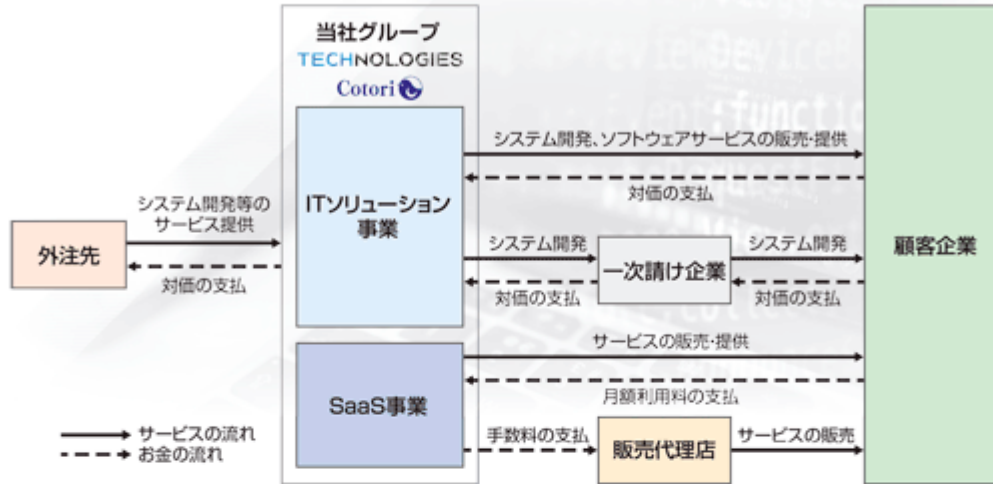 当社グループ
TECHNOLOGIES
Cotori
ITソリューション
事業
SaaS事業
外注先
システム開発等の
サービス提供
対価の支払
システム開発、ソフトウェアサービスの販売・提供
対価の支払
システム開発
対価の支払
一次請け企業
システム開発
対価の支払
サービスの販売・提供
月額利用料の支払
手数料の支払
販売代理店
サービスの販売
顧客企業
サービスの流れ
お金の流れ